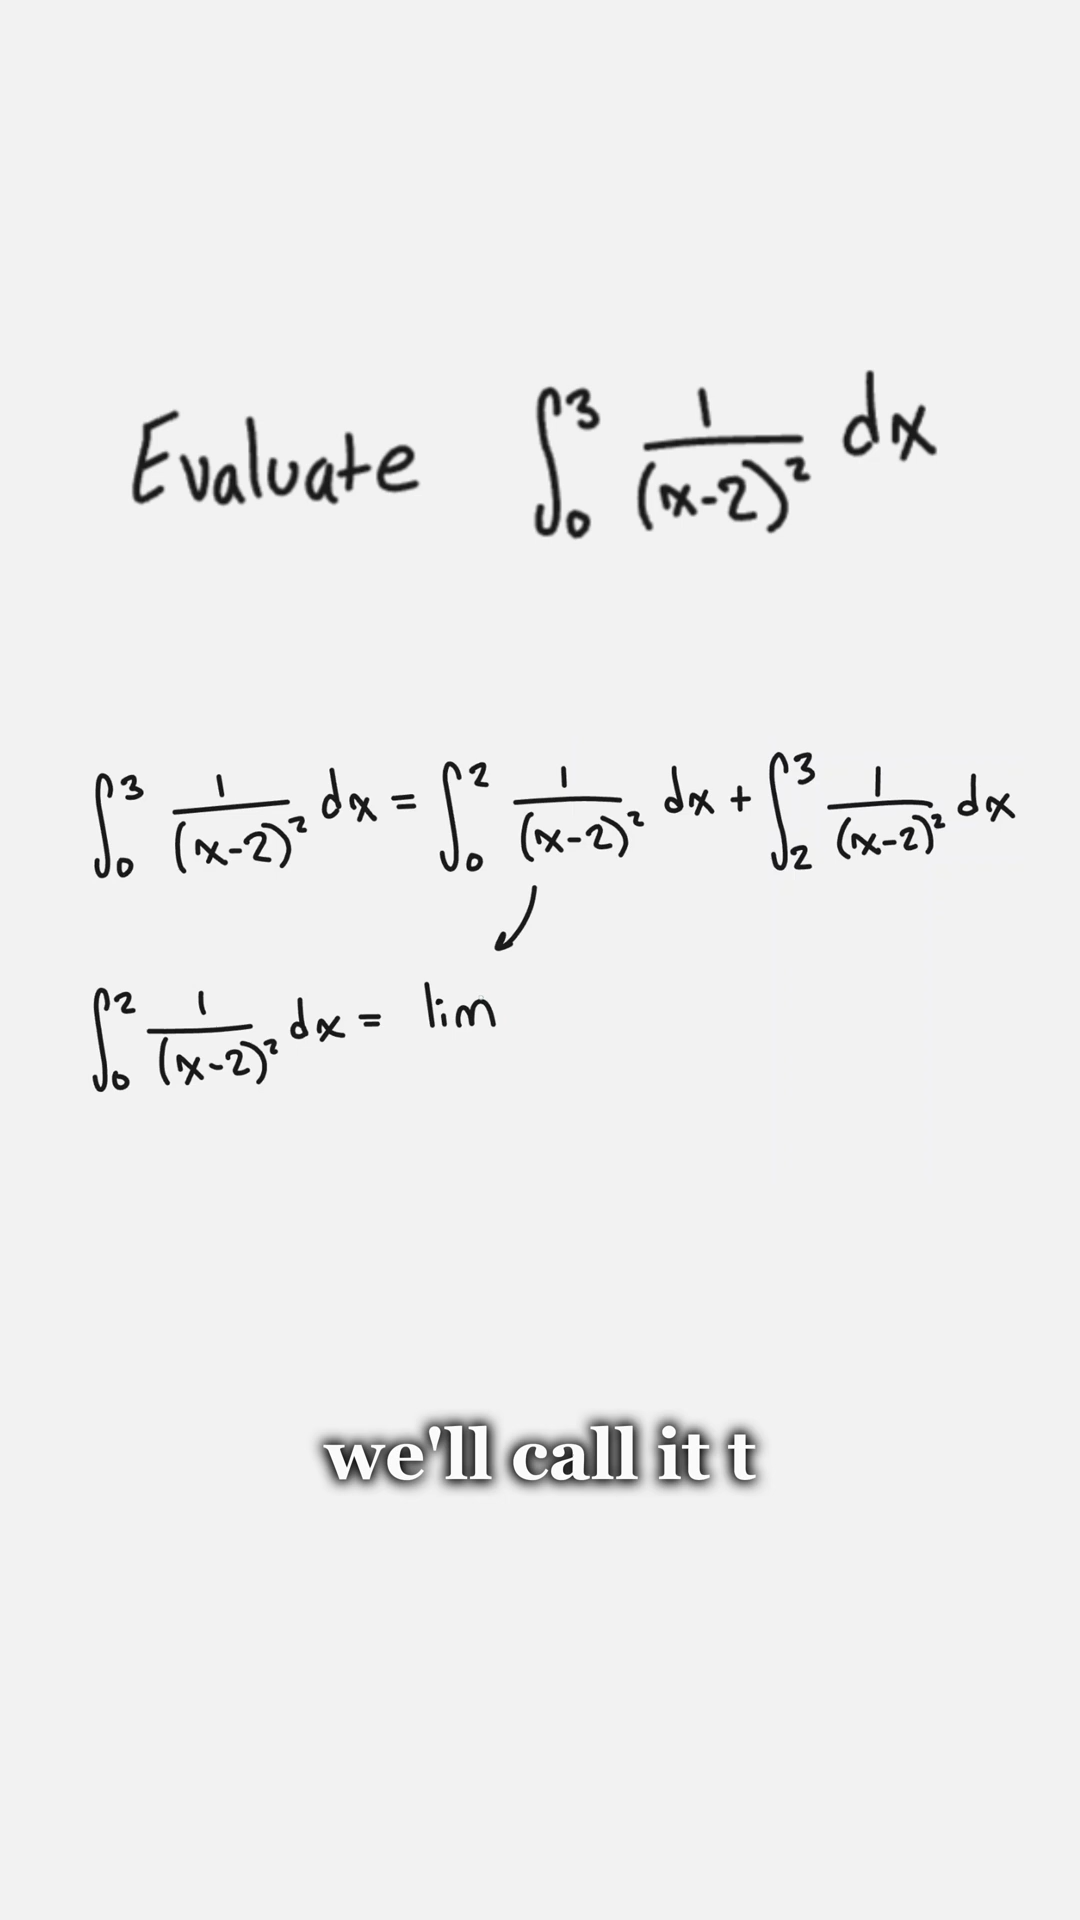 Evaluate ∫₀³ 1/(x-2)² dx
∫₀³ 1/(x-2)² dx = ∫₀² 1/(x-2)² dx + ∫₂³ 1/(x-2)² dx
∫₀² 1/(x-2)² dx = lim
we'll call it t